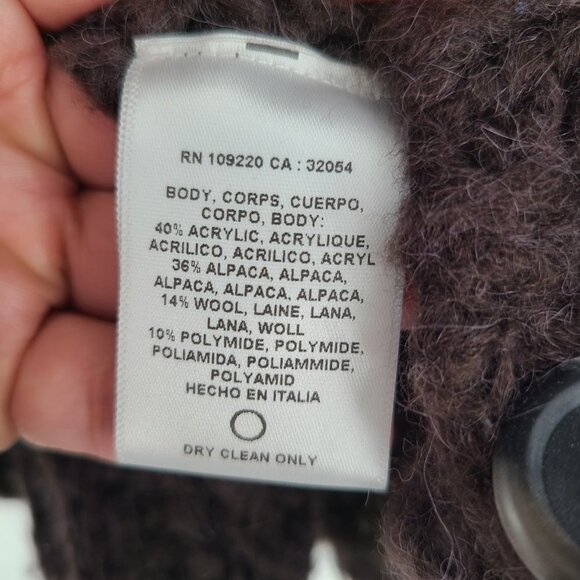 RN 109220 CA : 32054
BODY, CORPS, CUERPO,
CORPO, BODY:
40% ACRYLIC, ACRYLIQUE,
ACRILICO, ACRILICO, ACRYL
36% ALPACA, ALPACA,
ALPACA, ALPACA, ALPACA,
14% WOOL, LAINE, LANA,
LANA, WOLL
10% POLYMIDE, POLYMIDE,
POLIAMIDA, POLIAMMIDE,
POLYAMID
HECHO EN ITALIA
DRY CLEAN ONLY